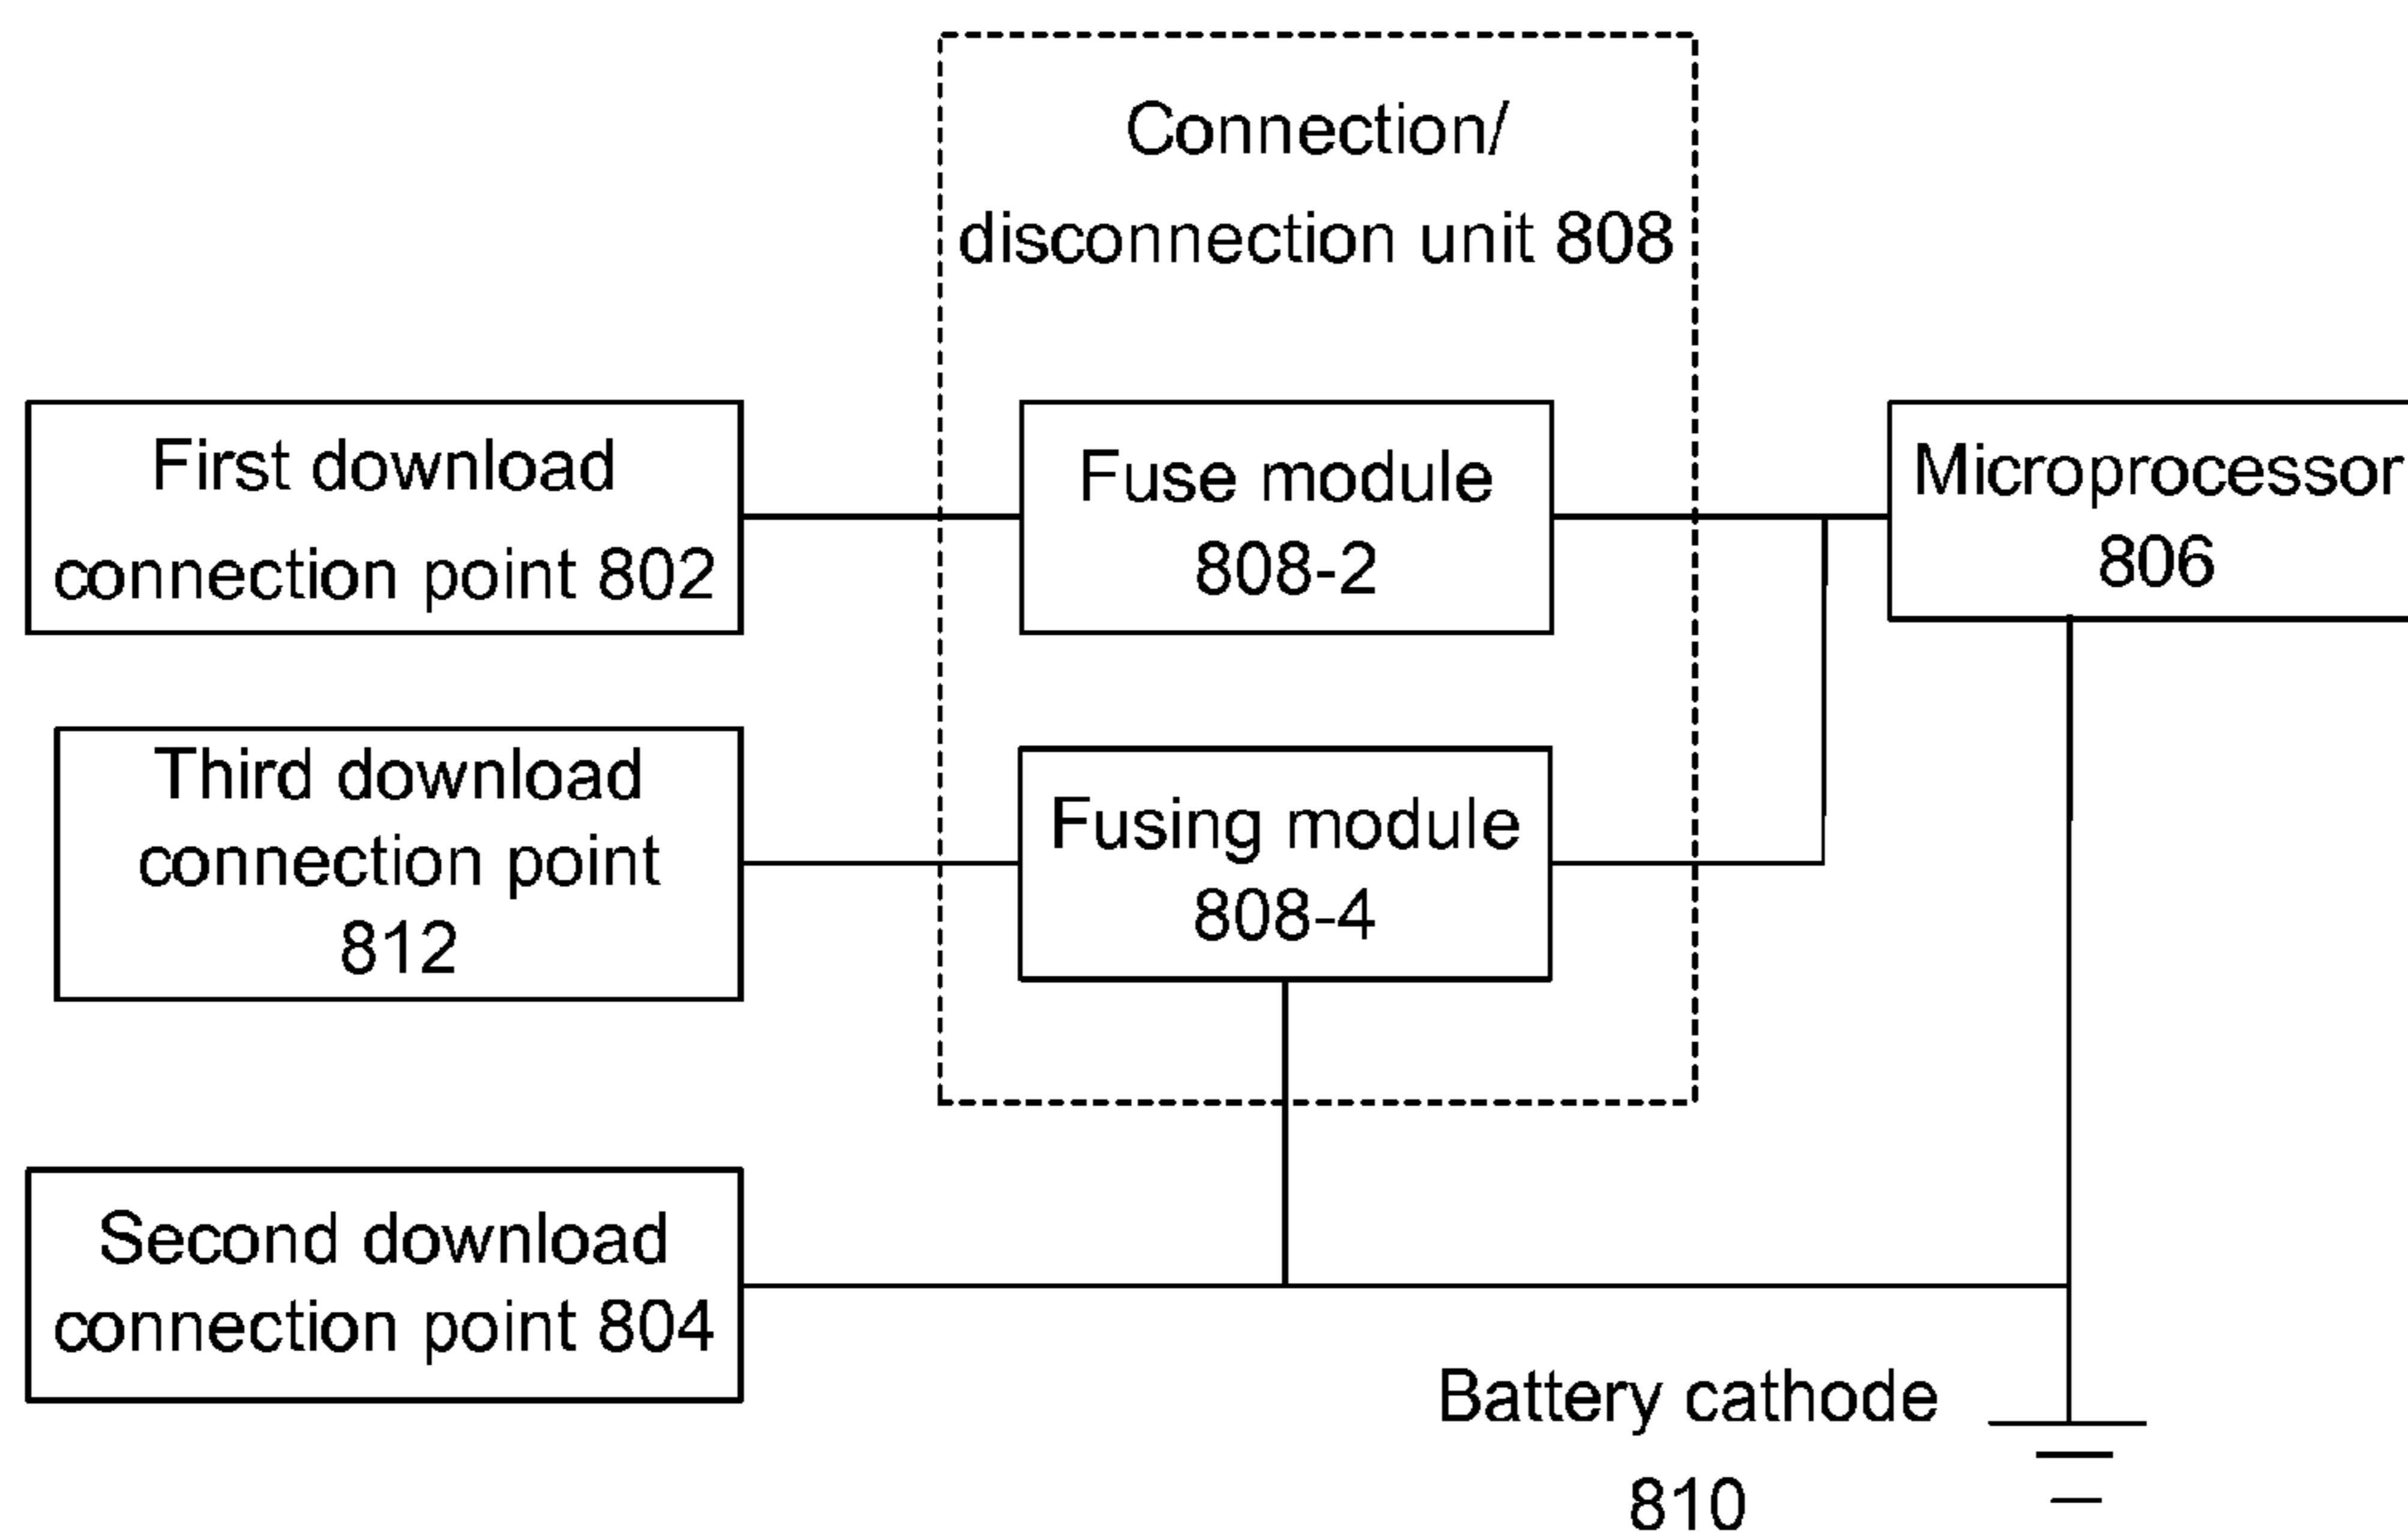 Connection/
disconnection unit 808
First download
connection point 802
Fuse module
808-2
Microprocessor
806
Third download
connection point
812
Fusing module
808-4
Second download
connection point 804
Battery cathode
810